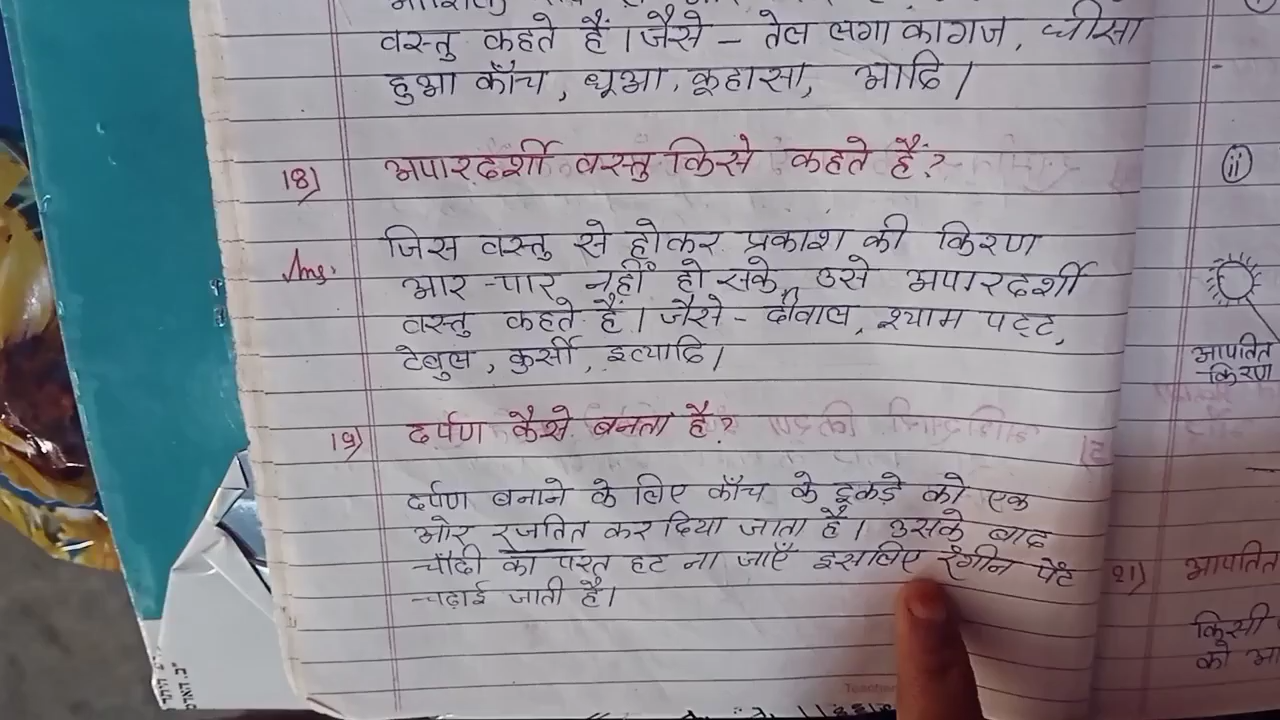 वस्तु कहते हैं। जैसे - तेल लगा कागज, धीसा
हुआ काँच, धूआ, कूहासा, आदि।
18) अपारदर्शी वस्तु किसे कहते हैं?
Ans. जिस वस्तु से होकर प्रकाश की किरण
आर-पार नहीं हो सके, उसे अपारदर्शी
वस्तु कहते हैं। जैसे - दीवाल, श्याम पट्ट,
टेबुल, कुर्सी, इत्यादि।
19) दर्पण कैसे बनता है?
दर्पण बनाने के लिए काँच के टूकड़े को एक
ओर रजतित कर दिया जाता है। उसके बाद
चाँदी का परत हट ना जाएँ इसलिए रंगीन पेंट
चढ़ाई जाती है।
ii
आपतित
किरण
21) आपतित
किसी
को